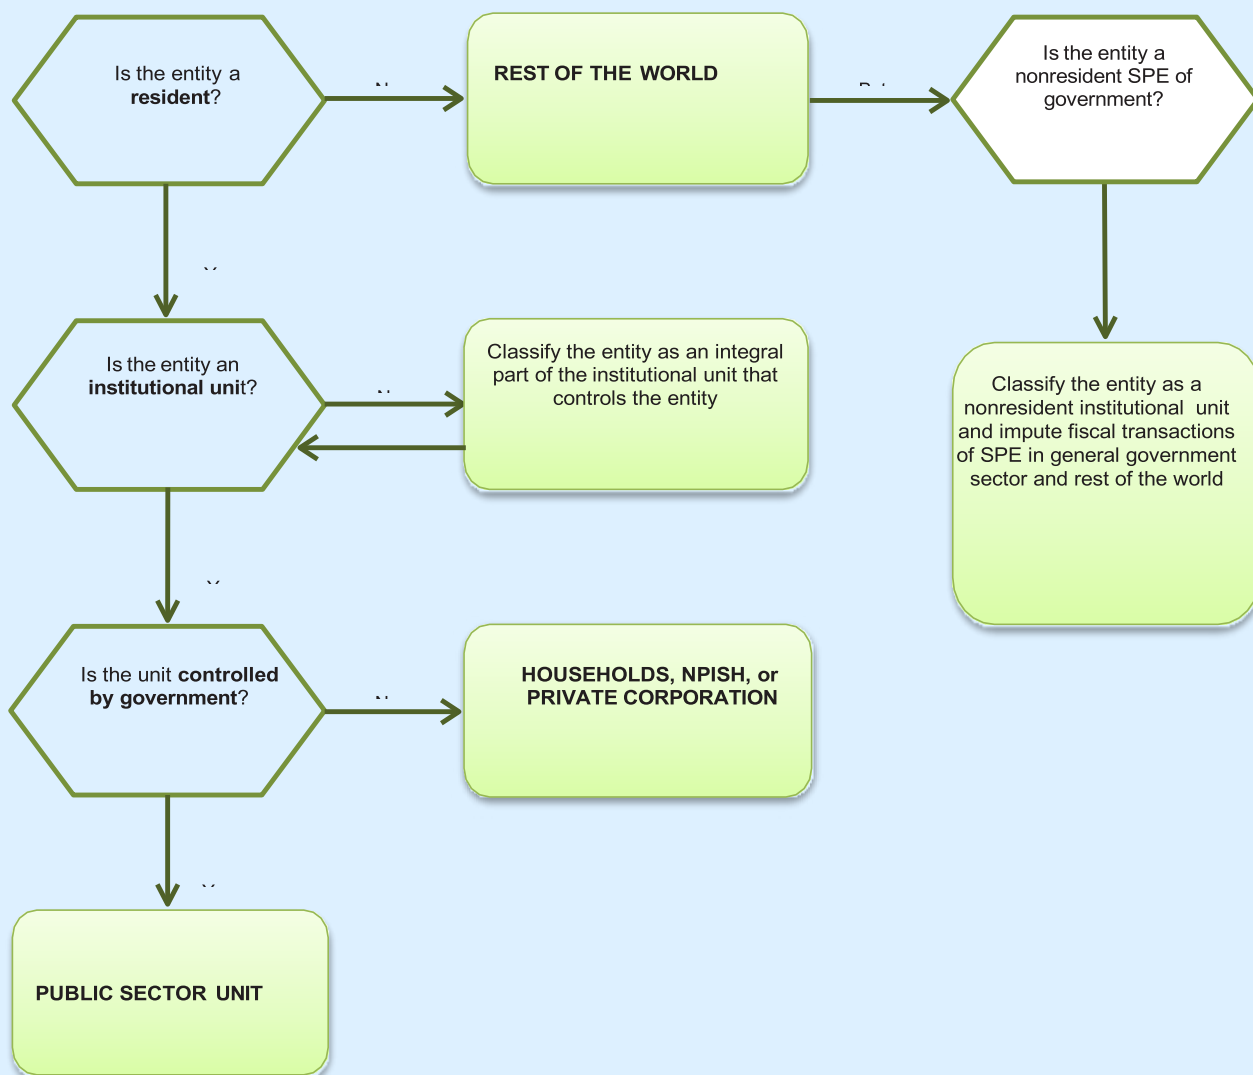 Is the entity a
resident?
REST OF THE WORLD
Is the entity a
nonresident SPE of
government?
Is the entity an
institutional unit?
Classify the entity as an integral
part of the institutional unit that
controls the entity
Classify the entity as a
nonresident institutional unit
and impute fiscal transactions
of SPE in general government
sector and rest of the world
Is the unit controlled
by government?
HOUSEHOLDS, NPISH, or
PRIVATE CORPORATION
PUBLIC SECTOR UNIT